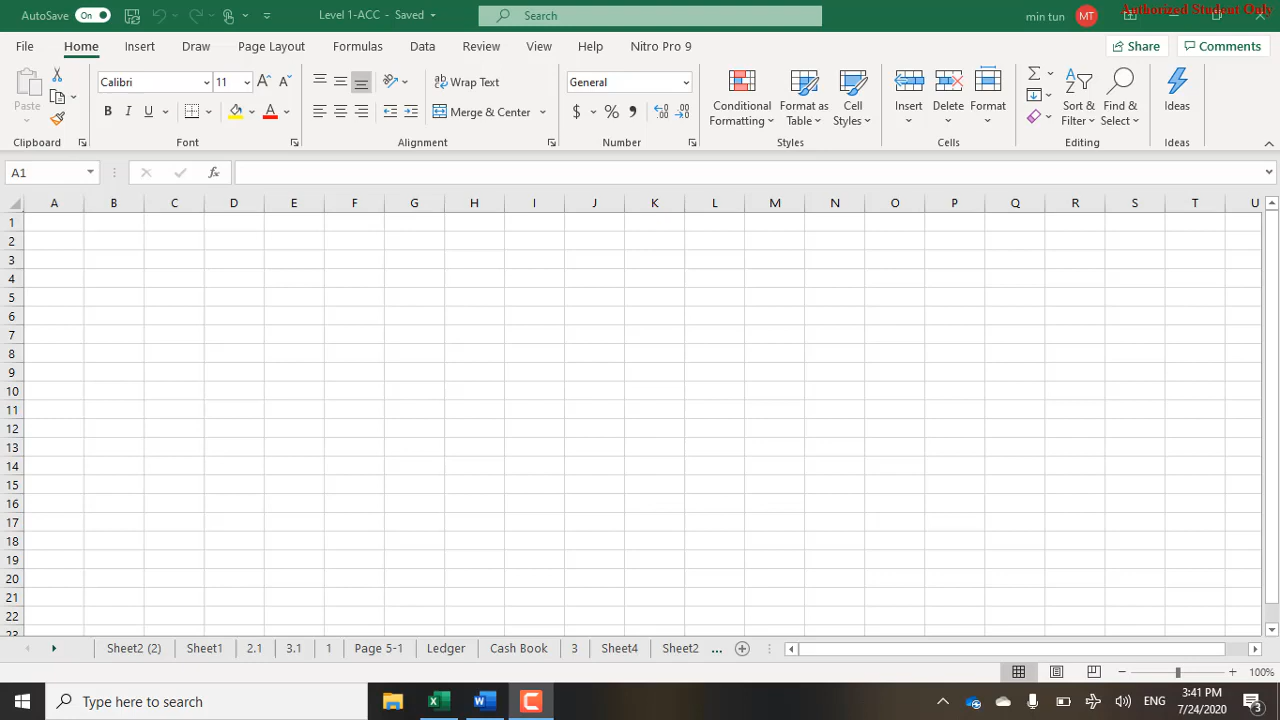 AutoSave On Level 1-ACC - Saved Search min tun MT Authorized Student Only
File Home Insert Draw Page Layout Formulas Data Review View Help Nitro Pro 9 Share Comments
Paste Calibri 11 Wrap Text General Conditional Formatting Format as Table Cell Styles Insert Delete Format Sort & Filter Find & Select Ideas
B I U Merge & Center $ % ,
Clipboard Font Alignment Number Styles Cells Editing Ideas
A1 fx
A B C D E F G H I J K L M N O P Q R S T U
1
2
3
4
5
6
7
8
9
10
11
12
13
14
15
16
17
18
19
20
21
22
23
Sheet2 (2) Sheet1 2.1 3.1 1 Page 5-1 Ledger Cash Book 3 Sheet4 Sheet2 ...
100%
Type here to search ENG 3:41 PM
7/24/2020 3